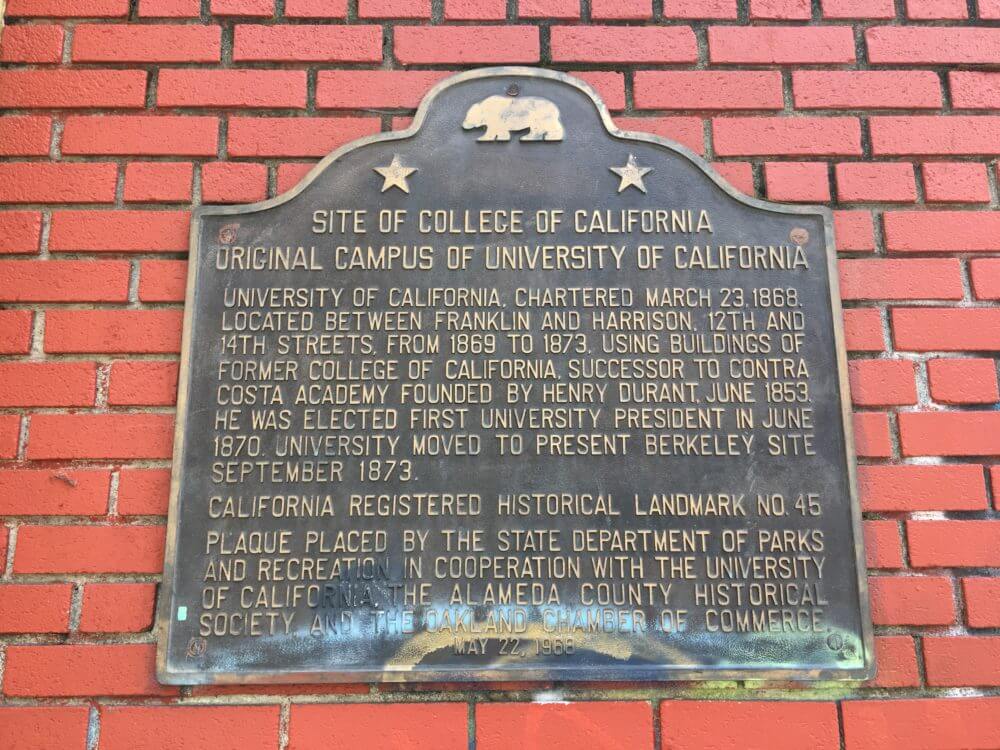 SITE OF COLLEGE OF CALIFORNIA
ORIGINAL CAMPUS OF UNIVERSITY OF CALIFORNIA
UNIVERSITY OF CALIFORNIA, CHARTERED MARCH 23, 1868.
LOCATED BETWEEN FRANKLIN AND HARRISON, 12TH AND
14TH STREETS, FROM 1869 TO 1873, USING BUILDINGS OF
FORMER COLLEGE OF CALIFORNIA, SUCCESSOR TO CONTRA
COSTA ACADEMY FOUNDED BY HENRY DURANT, JUNE 1853.
HE WAS ELECTED FIRST UNIVERSITY PRESIDENT IN JUNE
1870. UNIVERSITY MOVED TO PRESENT BERKELEY SITE
SEPTEMBER 1873.
CALIFORNIA REGISTERED HISTORICAL LANDMARK NO. 45
PLAQUE PLACED BY THE STATE DEPARTMENT OF PARKS
AND RECREATION IN COOPERATION WITH THE UNIVERSITY
OF CALIFORNIA, THE ALAMEDA COUNTY HISTORICAL
SOCIETY, AND THE OAKLAND CHAMBER OF COMMERCE.
MAY 22, 1968